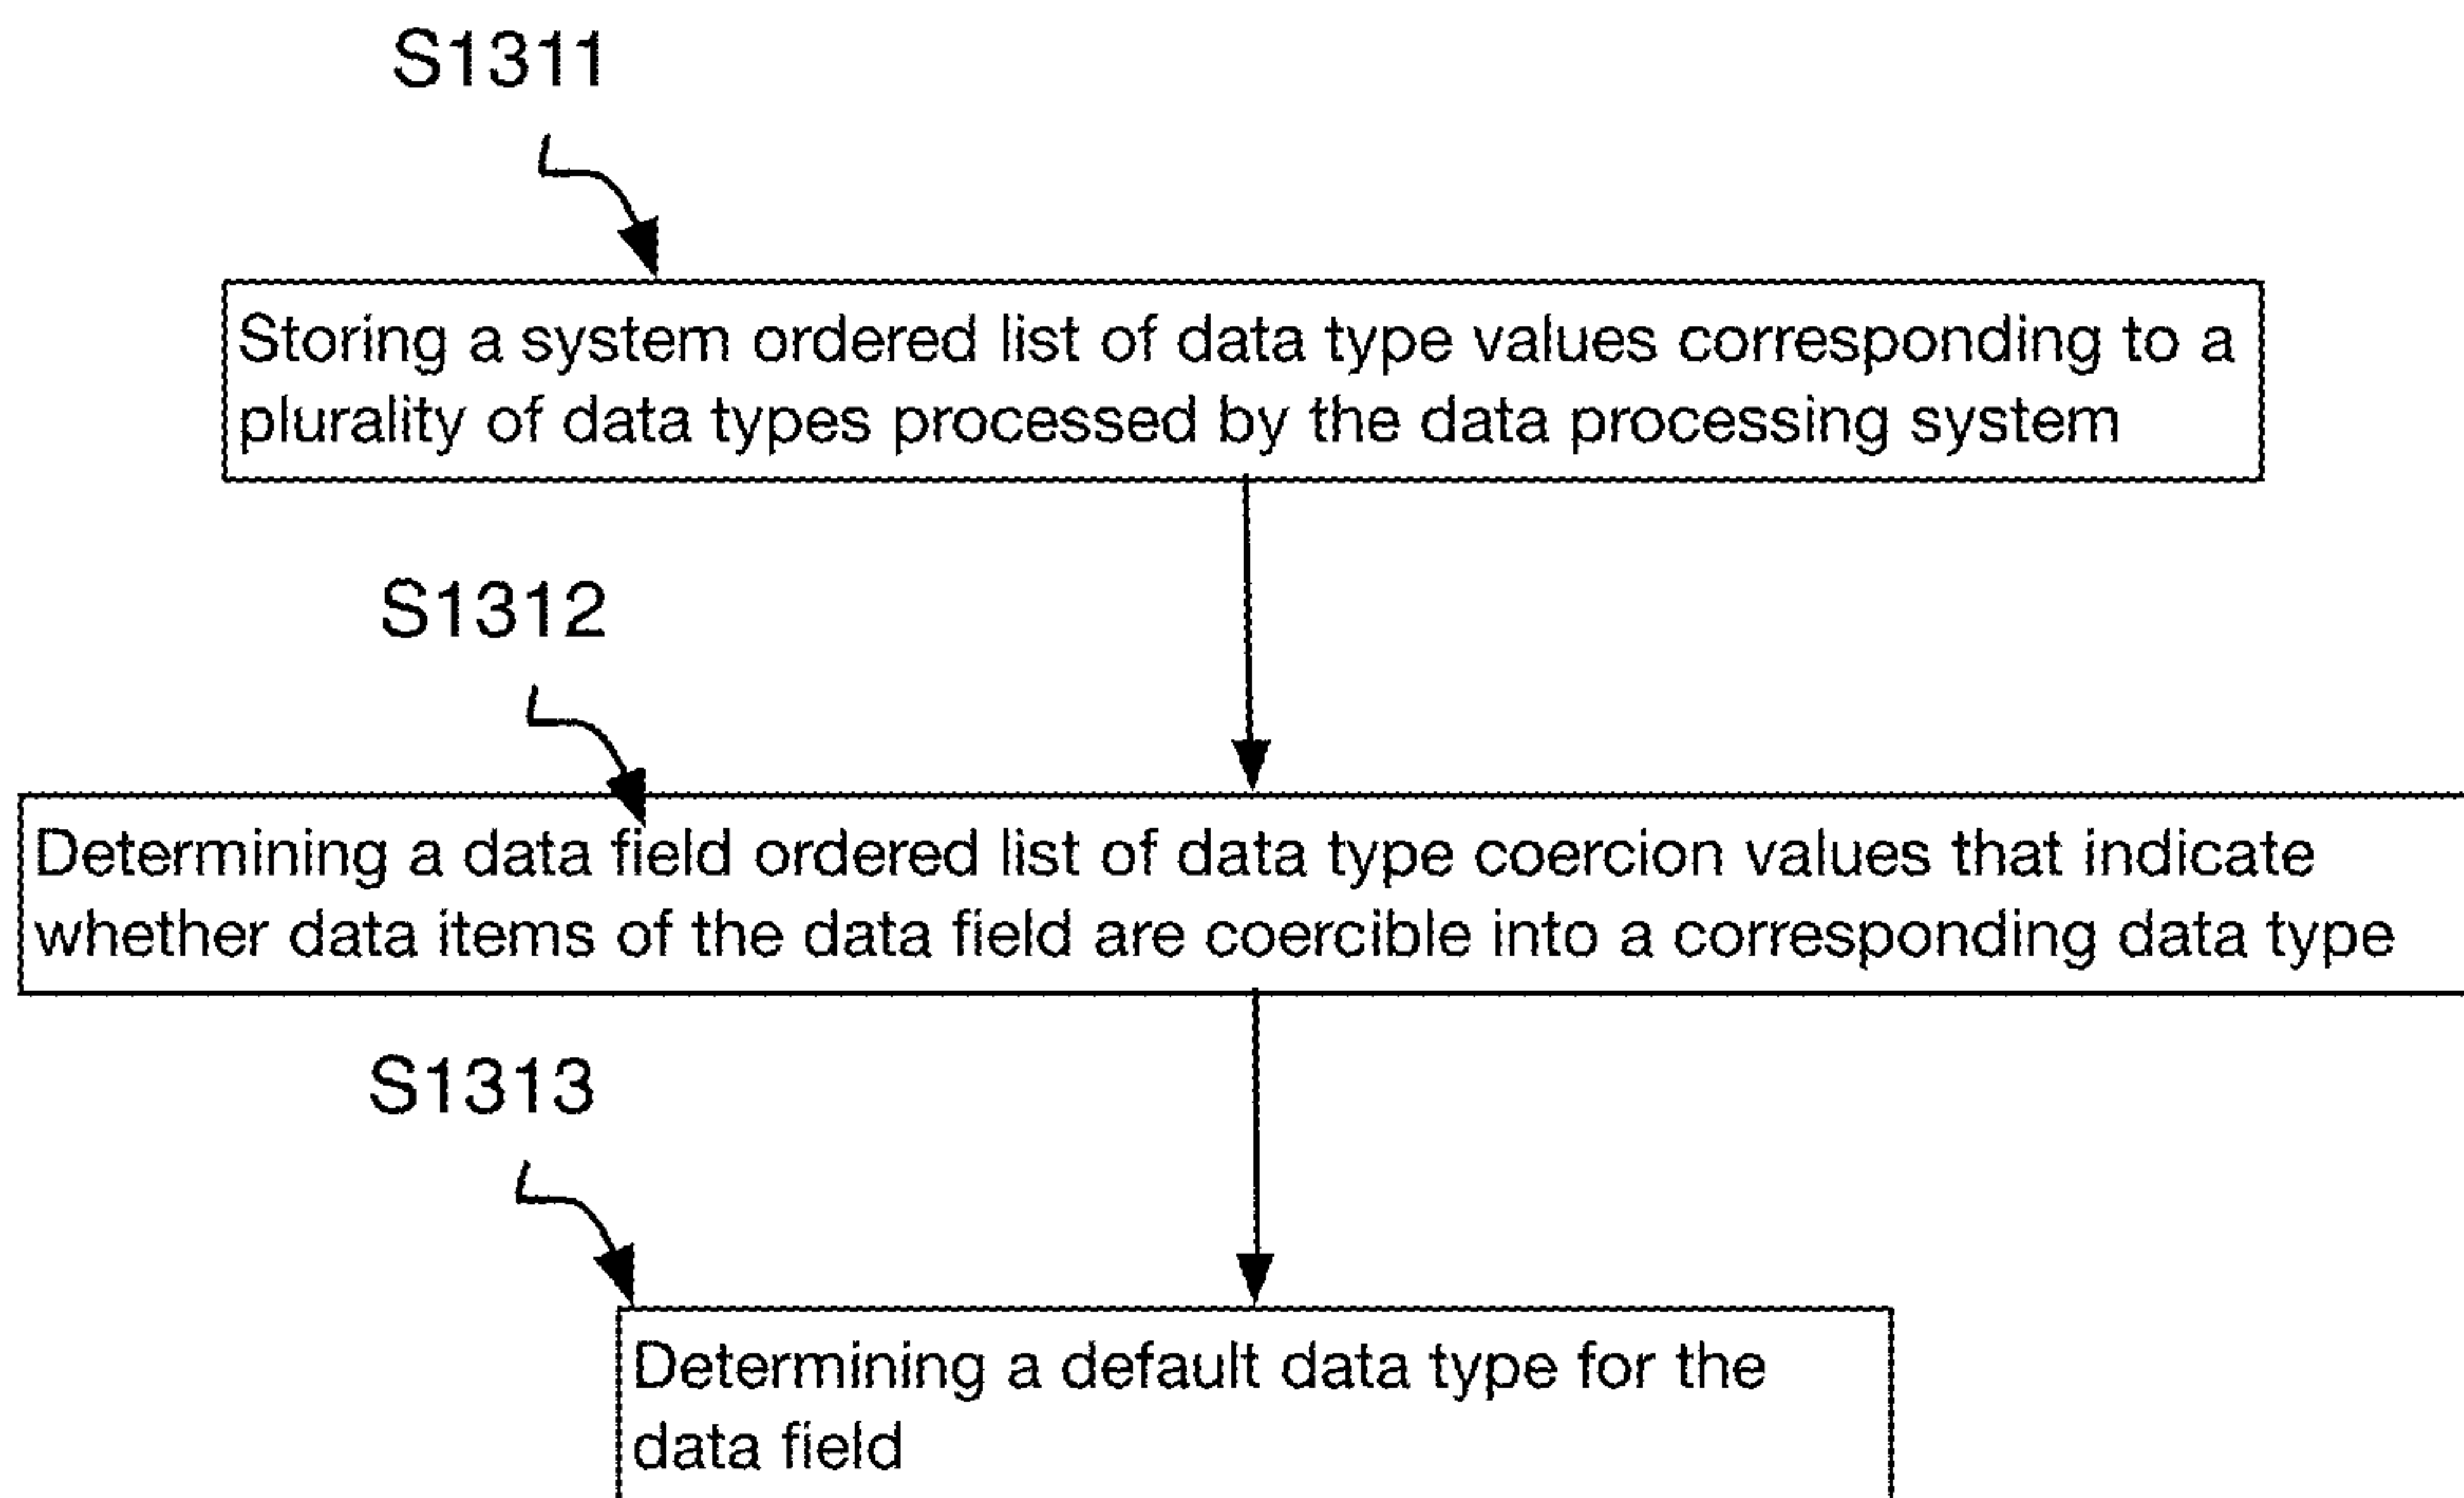 S1311
Storing a system ordered list of data type values corresponding to a
plurality of data types processed by the data processing system
S1312
Determining a data field ordered list of data type coercion values that indicate
whether data items of the data field are coercible into a corresponding data type
S1313
Determining a default data type for the
data field